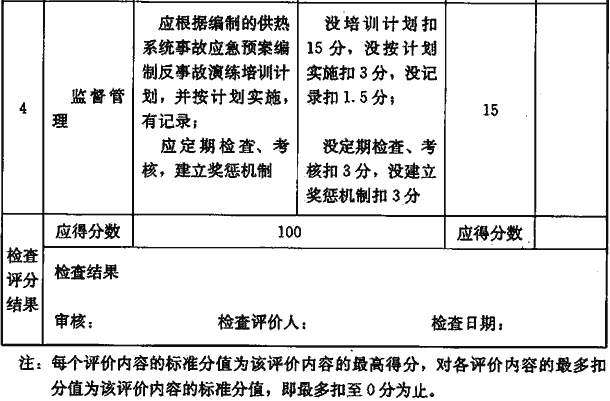 4
监督管
理
应根据编制的供热
系统事故应急预案编
制反事故演练培训计
划，并按计划实施，
有记录；
应定期检查、考
核，建立奖惩机制
没培训计划扣
15 分，没按计划
实施扣 3 分，没记
录扣 1.5 分；
没定期检查、考
核扣 3 分，没建立
奖惩机制扣 3 分
15
检查
评分
结果
应得分数
100
应得分数
检查结果
审核： 检查评价人： 检查日期：
注：每个评价内容的标准分值为该评价内容的最高得分，对各评价内容的最多扣
分值为该评价内容的标准分值，即最多扣至 0 分为止。